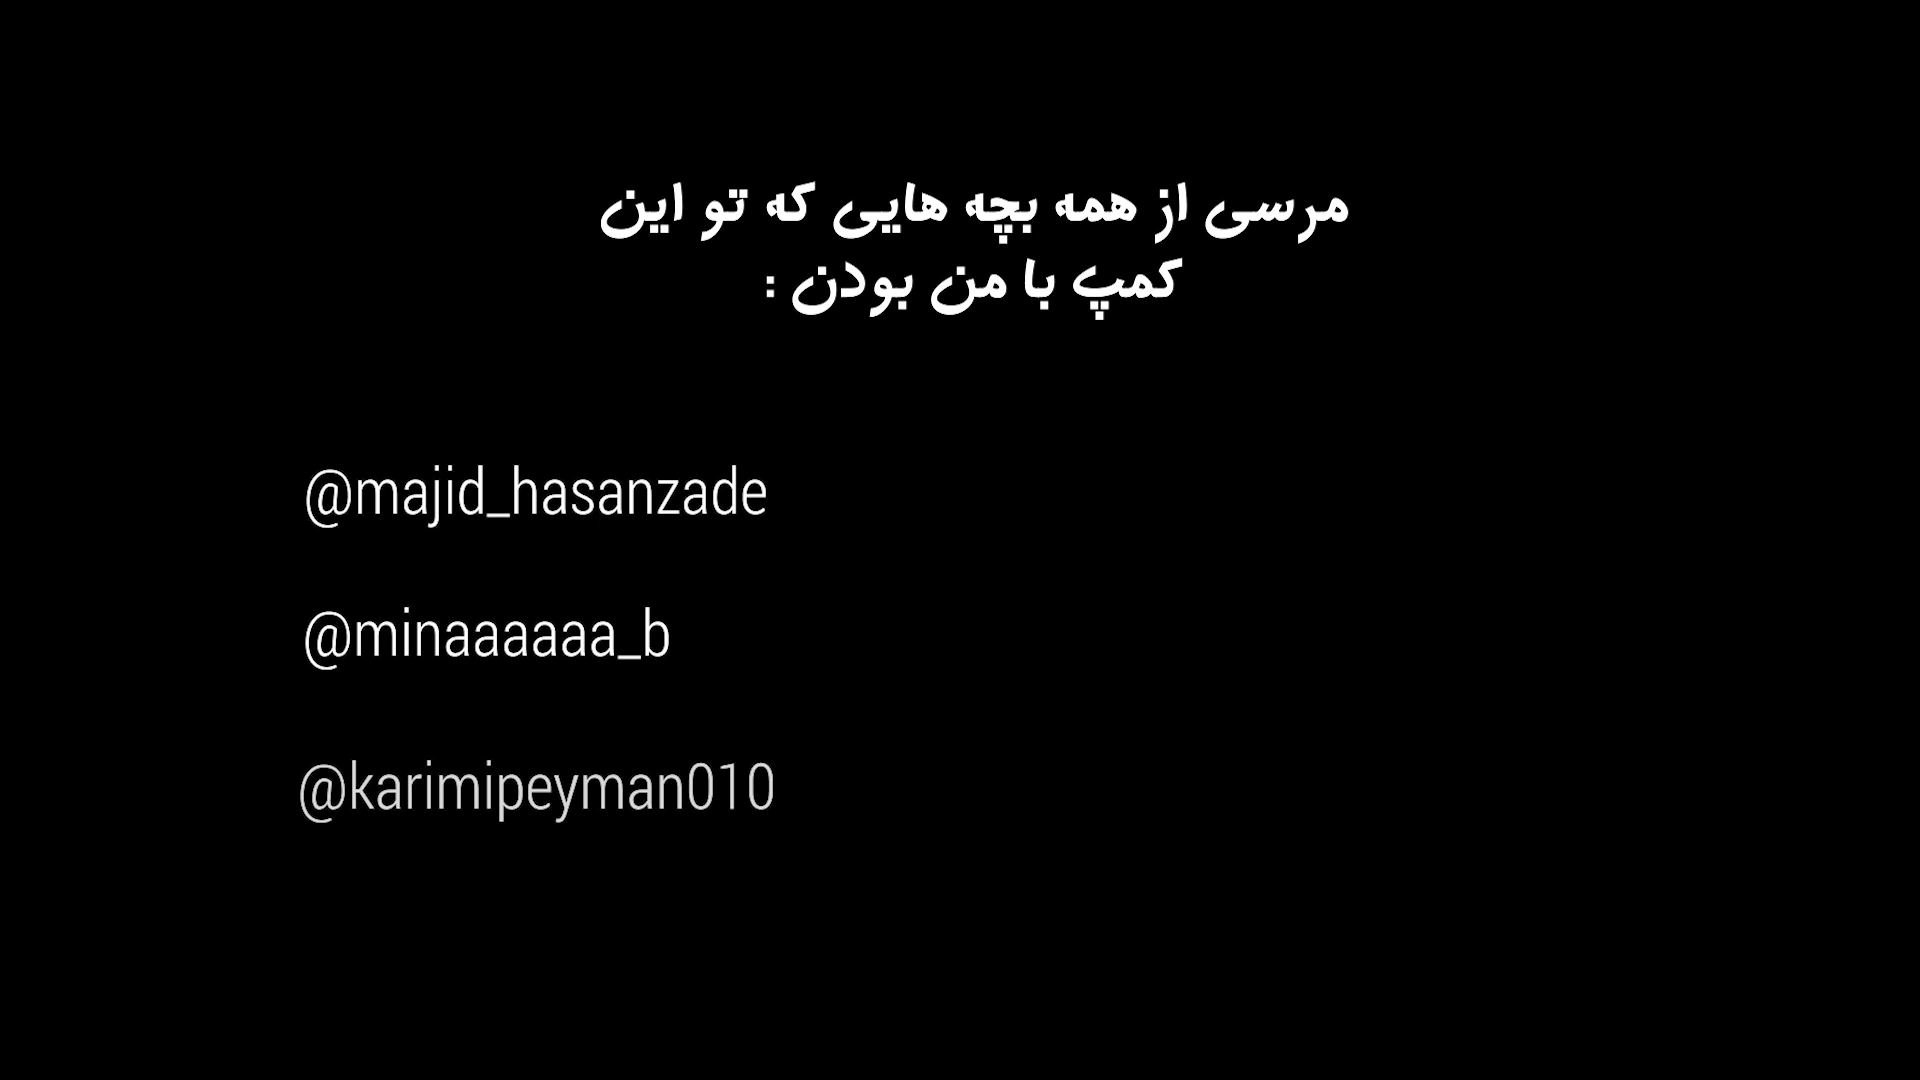 مرسی از همه بچه هایی که تو این
کمپ با من بودن :
@majid_hasanzade
@minaaaaaa_b
@karimipeyman010